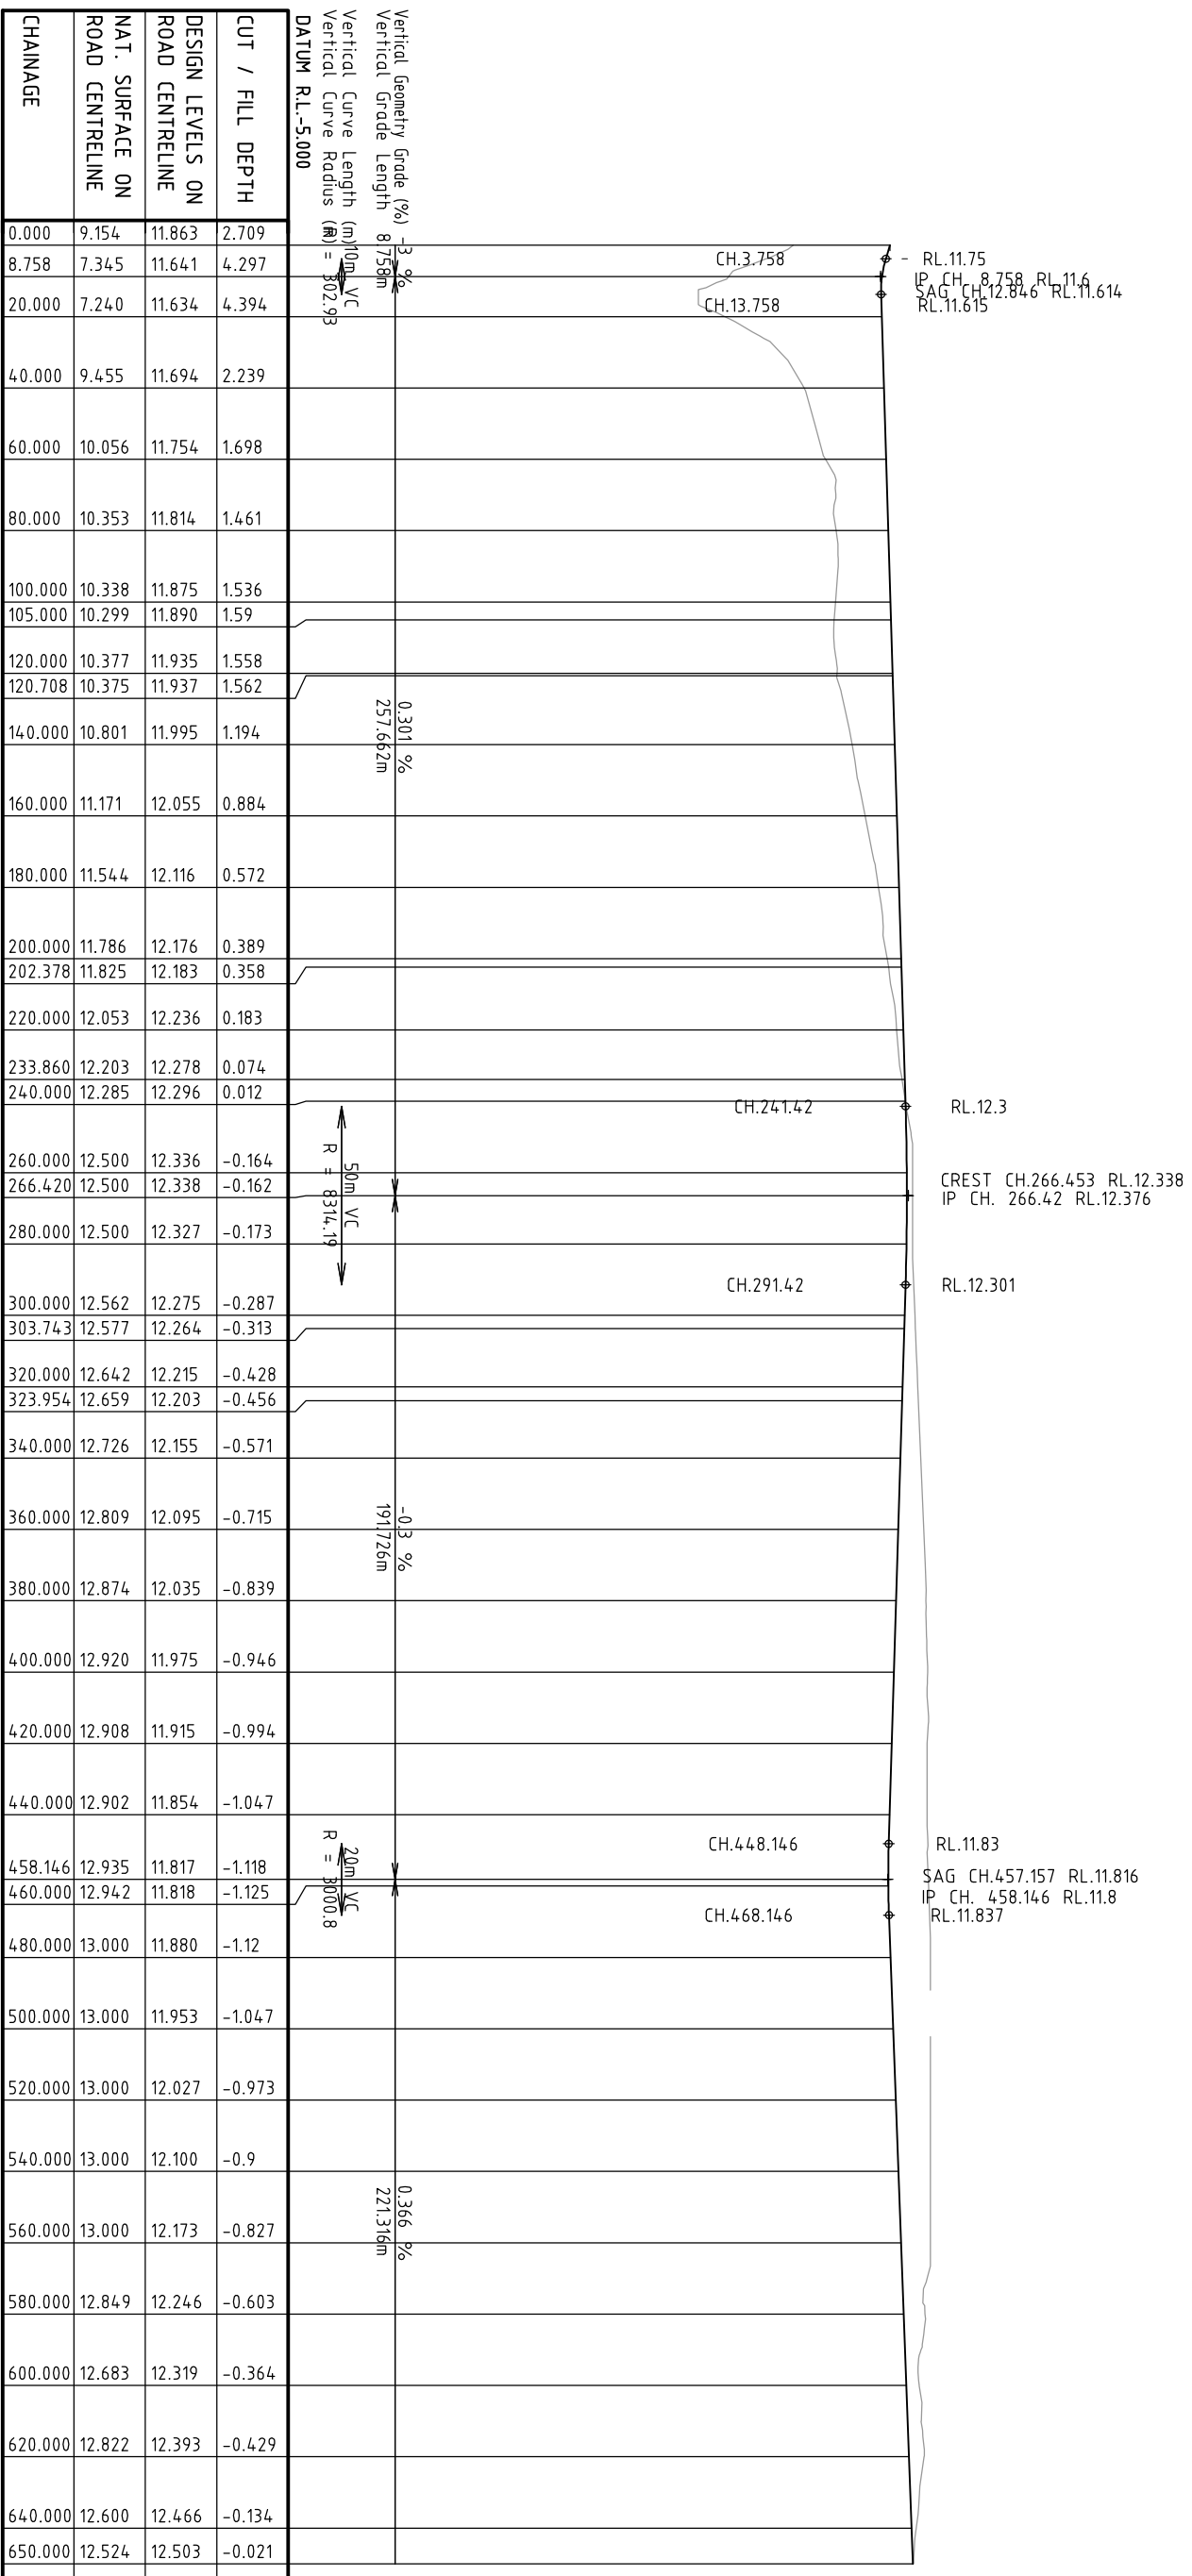 Vertical Geometry Grade (%)
Vertical Grade Length
Vertical Curve Length (m)
Vertical Curve Radius (m)
DATUM R.L.-5.000
CUT / FILL DEPTH
DESIGN LEVELS ON
ROAD CENTRELINE
NAT. SURFACE ON
ROAD CENTRELINE
CHAINAGE
0.000 9.154 11.863 2.709
8.758 7.345 11.641 4.297
20.000 7.240 11.634 4.394
40.000 9.455 11.694 2.239
60.000 10.056 11.754 1.698
80.000 10.353 11.814 1.461
100.000 10.338 11.875 1.536
105.000 10.299 11.890 1.59
120.000 10.377 11.935 1.558
120.708 10.375 11.937 1.562
140.000 10.801 11.995 1.194
160.000 11.171 12.055 0.884
180.000 11.544 12.116 0.572
200.000 11.786 12.176 0.389
202.378 11.825 12.183 0.358
220.000 12.053 12.236 0.183
233.860 12.203 12.278 0.074
240.000 12.285 12.296 0.012
260.000 12.500 12.336 -0.164
266.420 12.500 12.338 -0.162
280.000 12.500 12.327 -0.173
300.000 12.562 12.275 -0.287
303.743 12.577 12.264 -0.313
320.000 12.642 12.215 -0.428
323.954 12.659 12.203 -0.456
340.000 12.726 12.155 -0.571
360.000 12.809 12.095 -0.715
380.000 12.874 12.035 -0.839
400.000 12.920 11.975 -0.946
420.000 12.908 11.915 -0.994
440.000 12.902 11.854 -1.047
458.146 12.935 11.817 -1.118
460.000 12.942 11.818 -1.125
480.000 13.000 11.880 -1.12
500.000 13.000 11.953 -1.047
520.000 13.000 12.027 -0.973
540.000 13.000 12.100 -0.9
560.000 13.000 12.173 -0.827
580.000 12.849 12.246 -0.603
600.000 12.683 12.319 -0.364
620.000 12.822 12.393 -0.429
640.000 12.600 12.466 -0.134
650.000 12.524 12.503 -0.021
-3 %
8.758m
10m VC
R = 302.93
0.301 %
257.662m
50m VC
R = 8314.19
-0.3 %
191.726m
20m VC
R = 3000.8
0.366 %
221.316m
CH.3.758 RL.11.75
IP CH. 8.758 RL.11.6
SAG CH.12.846 RL.11.614
CH.13.758 RL.11.615
CH.241.42 RL.12.3
CREST CH.266.453 RL.12.338
IP CH. 266.42 RL.12.376
CH.291.42 RL.12.301
CH.448.146 RL.11.83
SAG CH.457.157 RL.11.816
IP CH. 458.146 RL.11.8
CH.468.146 RL.11.837